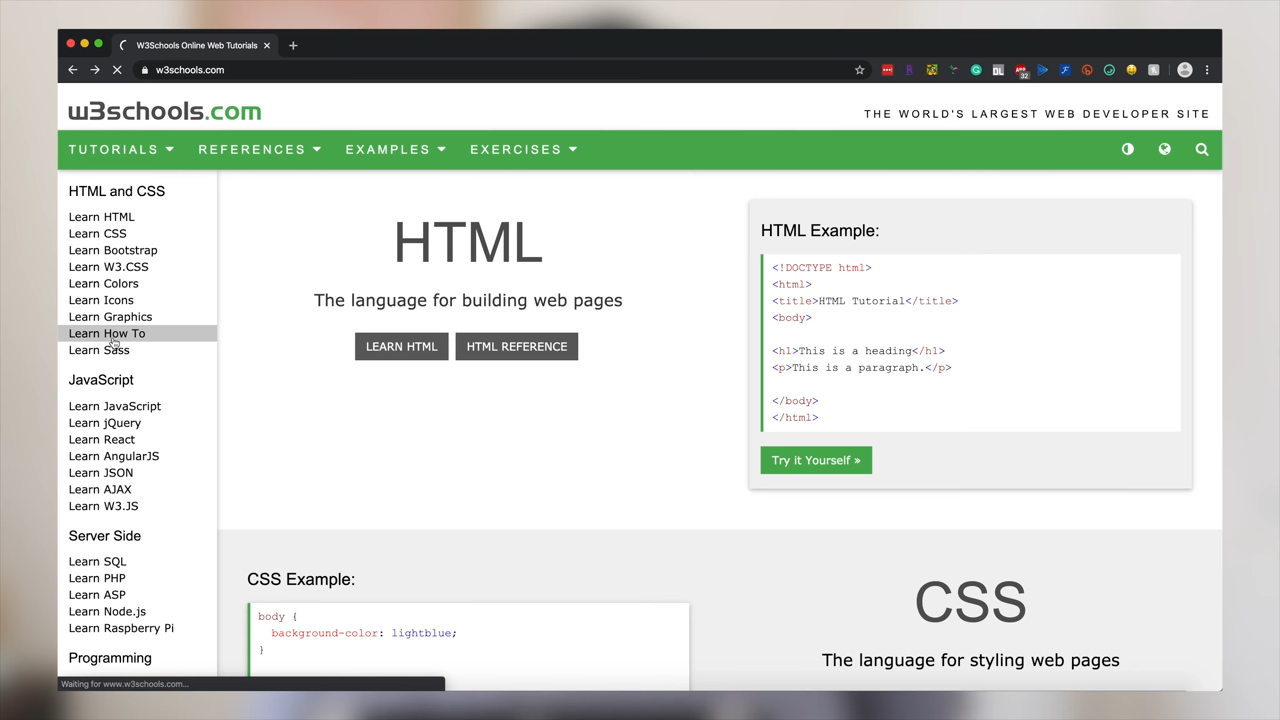 W3Schools Online Web Tutorials
w3schools.com
32
w3schools.com
THE WORLD'S LARGEST WEB DEVELOPER SITE
TUTORIALS REFERENCES EXAMPLES EXERCISES
HTML and CSS
Learn HTML
Learn CSS
Learn Bootstrap
Learn W3.CSS
Learn Colors
Learn Icons
Learn Graphics
Learn How To
Learn Sass
JavaScript
Learn JavaScript
Learn jQuery
Learn React
Learn AngularJS
Learn JSON
Learn AJAX
Learn W3.JS
Server Side
Learn SQL
Learn PHP
Learn ASP
Learn Node.js
Learn Raspberry Pi
Programming
HTML
The language for building web pages
LEARN HTML HTML REFERENCE
HTML Example:
<!DOCTYPE html>
<html>
<title>HTML Tutorial</title>
<body>
<h1>This is a heading</h1>
<p>This is a paragraph.</p>
</body>
</html>
Try it Yourself »
CSS Example:
body {
background-color: lightblue;
}
CSS
The language for styling web pages
Waiting for www.w3schools.com...